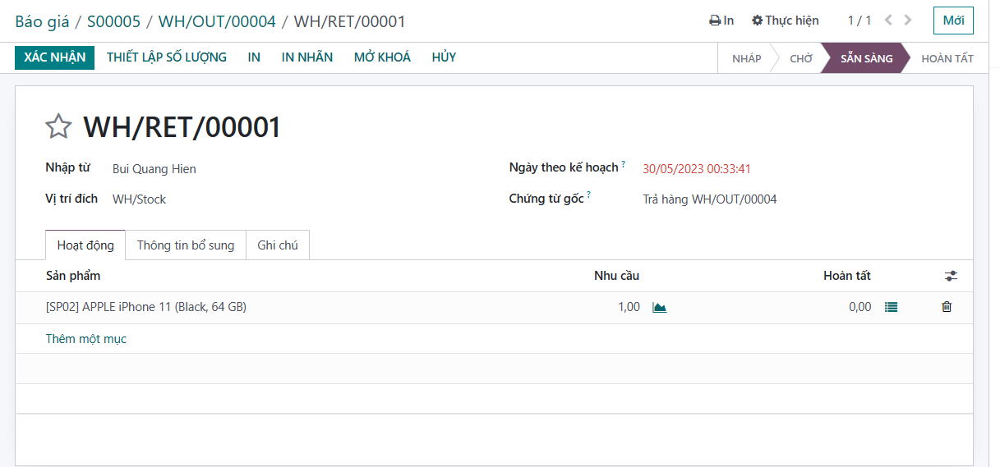 Báo giá / S00005 / WH/OUT/00004 / WH/RET/00001 In Thực hiện 1 / 1 Mới
XÁC NHẬN THIẾT LẬP SỐ LƯỢNG IN IN NHÃN MỞ KHOÁ HỦY NHÁP CHỜ SẴN SÀNG HOÀN TẤT
WH/RET/00001
Nhập từ Bui Quang Hien Ngày theo kế hoạch ? 30/05/2023 00:33:41
Vị trí đích WH/Stock Chứng từ gốc ? Trả hàng WH/OUT/00004
Hoạt động Thông tin bổ sung Ghi chú
Sản phẩm Nhu cầu Hoàn tất
[SP02] APPLE iPhone 11 (Black, 64 GB) 1,00 0,00
Thêm một mục